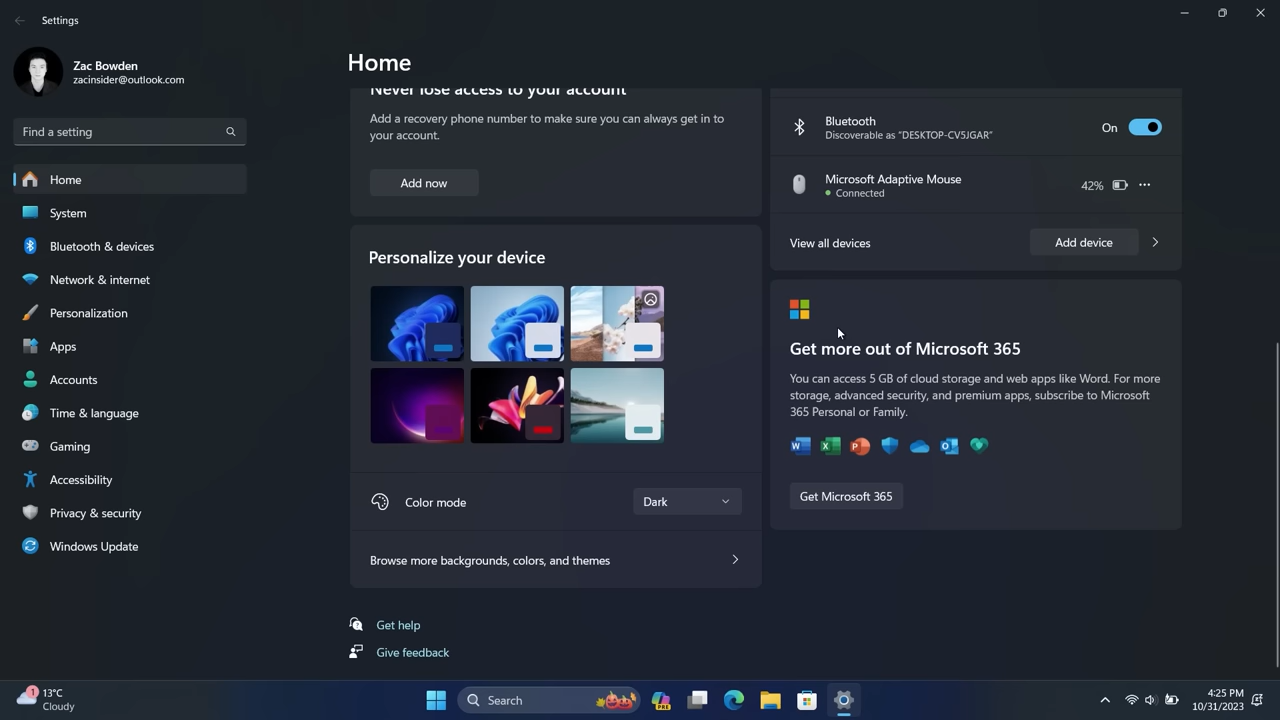 Settings
Zac Bowden
zacinsider@outlook.com
Find a setting
Home
System
Bluetooth & devices
Network & internet
Personalization
Apps
Accounts
Time & language
Gaming
Accessibility
Privacy & security
Windows Update
Home
Never lose access to your account
Add a recovery phone number to make sure you can always get in to
your account.
Add now
Personalize your device
Color mode
Dark
Browse more backgrounds, colors, and themes
Get help
Give feedback
Bluetooth
Discoverable as "DESKTOP-CV5JGAR"
On
Microsoft Adaptive Mouse
Connected
42%
View all devices
Add device
Get more out of Microsoft 365
You can access 5 GB of cloud storage and web apps like Word. For more
storage, advanced security, and premium apps, subscribe to Microsoft
365 Personal or Family.
Get Microsoft 365
1
13°C
Cloudy
Search
PRE
4:25 PM
10/31/2023